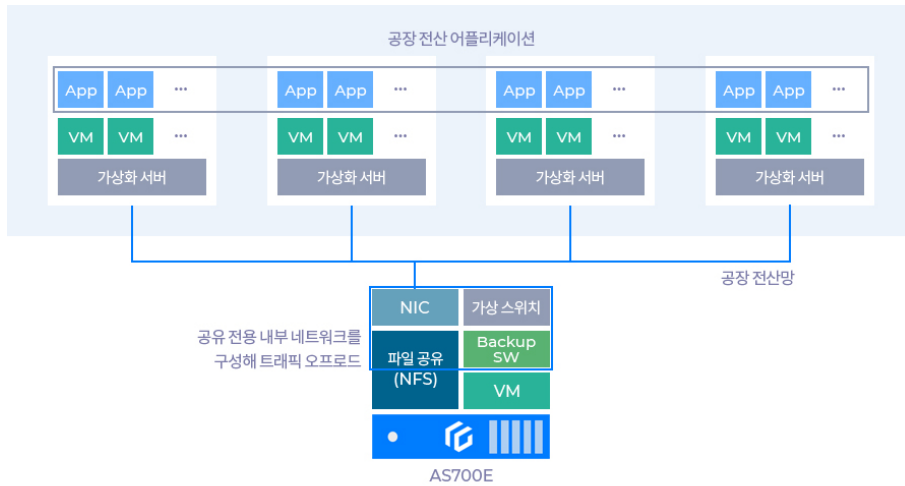 공장 전산 어플리케이션
App App ... App App ... App App ... App App ...
VM VM ... VM VM ... VM VM ... VM VM ...
가상화 서버 가상화 서버 가상화 서버 가상화 서버
공장 전산망
NIC 가상 스위치
공유 전용 내부 네트워크를
구성해 트래픽 오프로드
파일 공유
(NFS)
Backup
SW
VM
AS700E